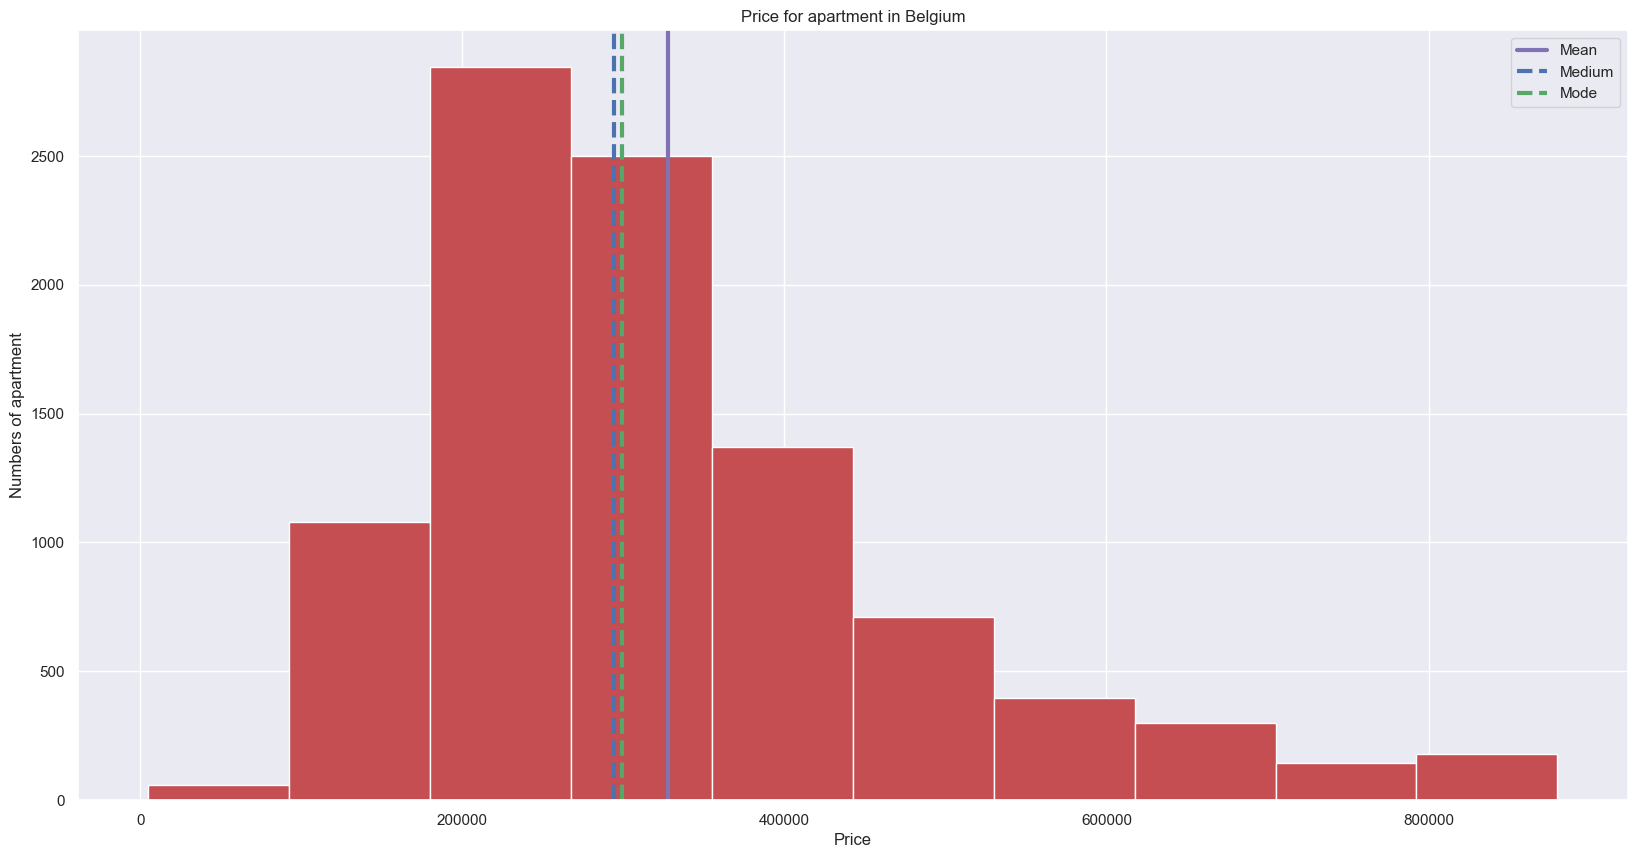 Price for apartment in Belgium
Mean
Medium
Mode
2500
2000
1500
1000
500
0
Numbers of apartment
0 200000 400000 600000 800000
Price